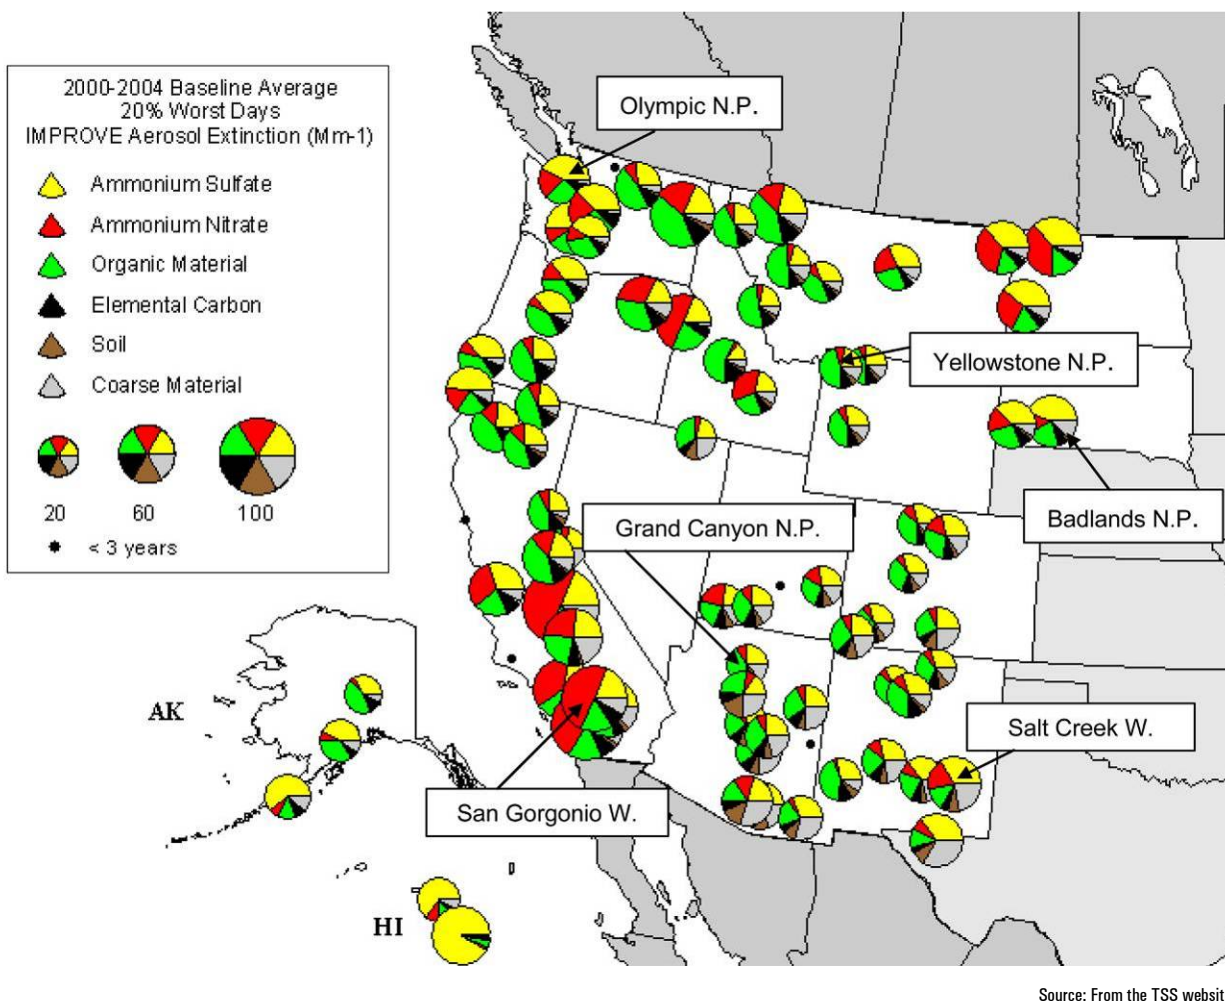 2000-2004 Baseline Average
20% Worst Days
IMPROVE Aerosol Extinction (Mm-1)
Ammonium Sulfate
Ammonium Nitrate
Organic Material
Elemental Carbon
Soil
Coarse Material
20 60 100
< 3 years
Olympic N.P.
Yellowstone N.P.
Badlands N.P.
Grand Canyon N.P.
Salt Creek W.
San Gorgonio W.
AK
HI
Source: From the TSS websit